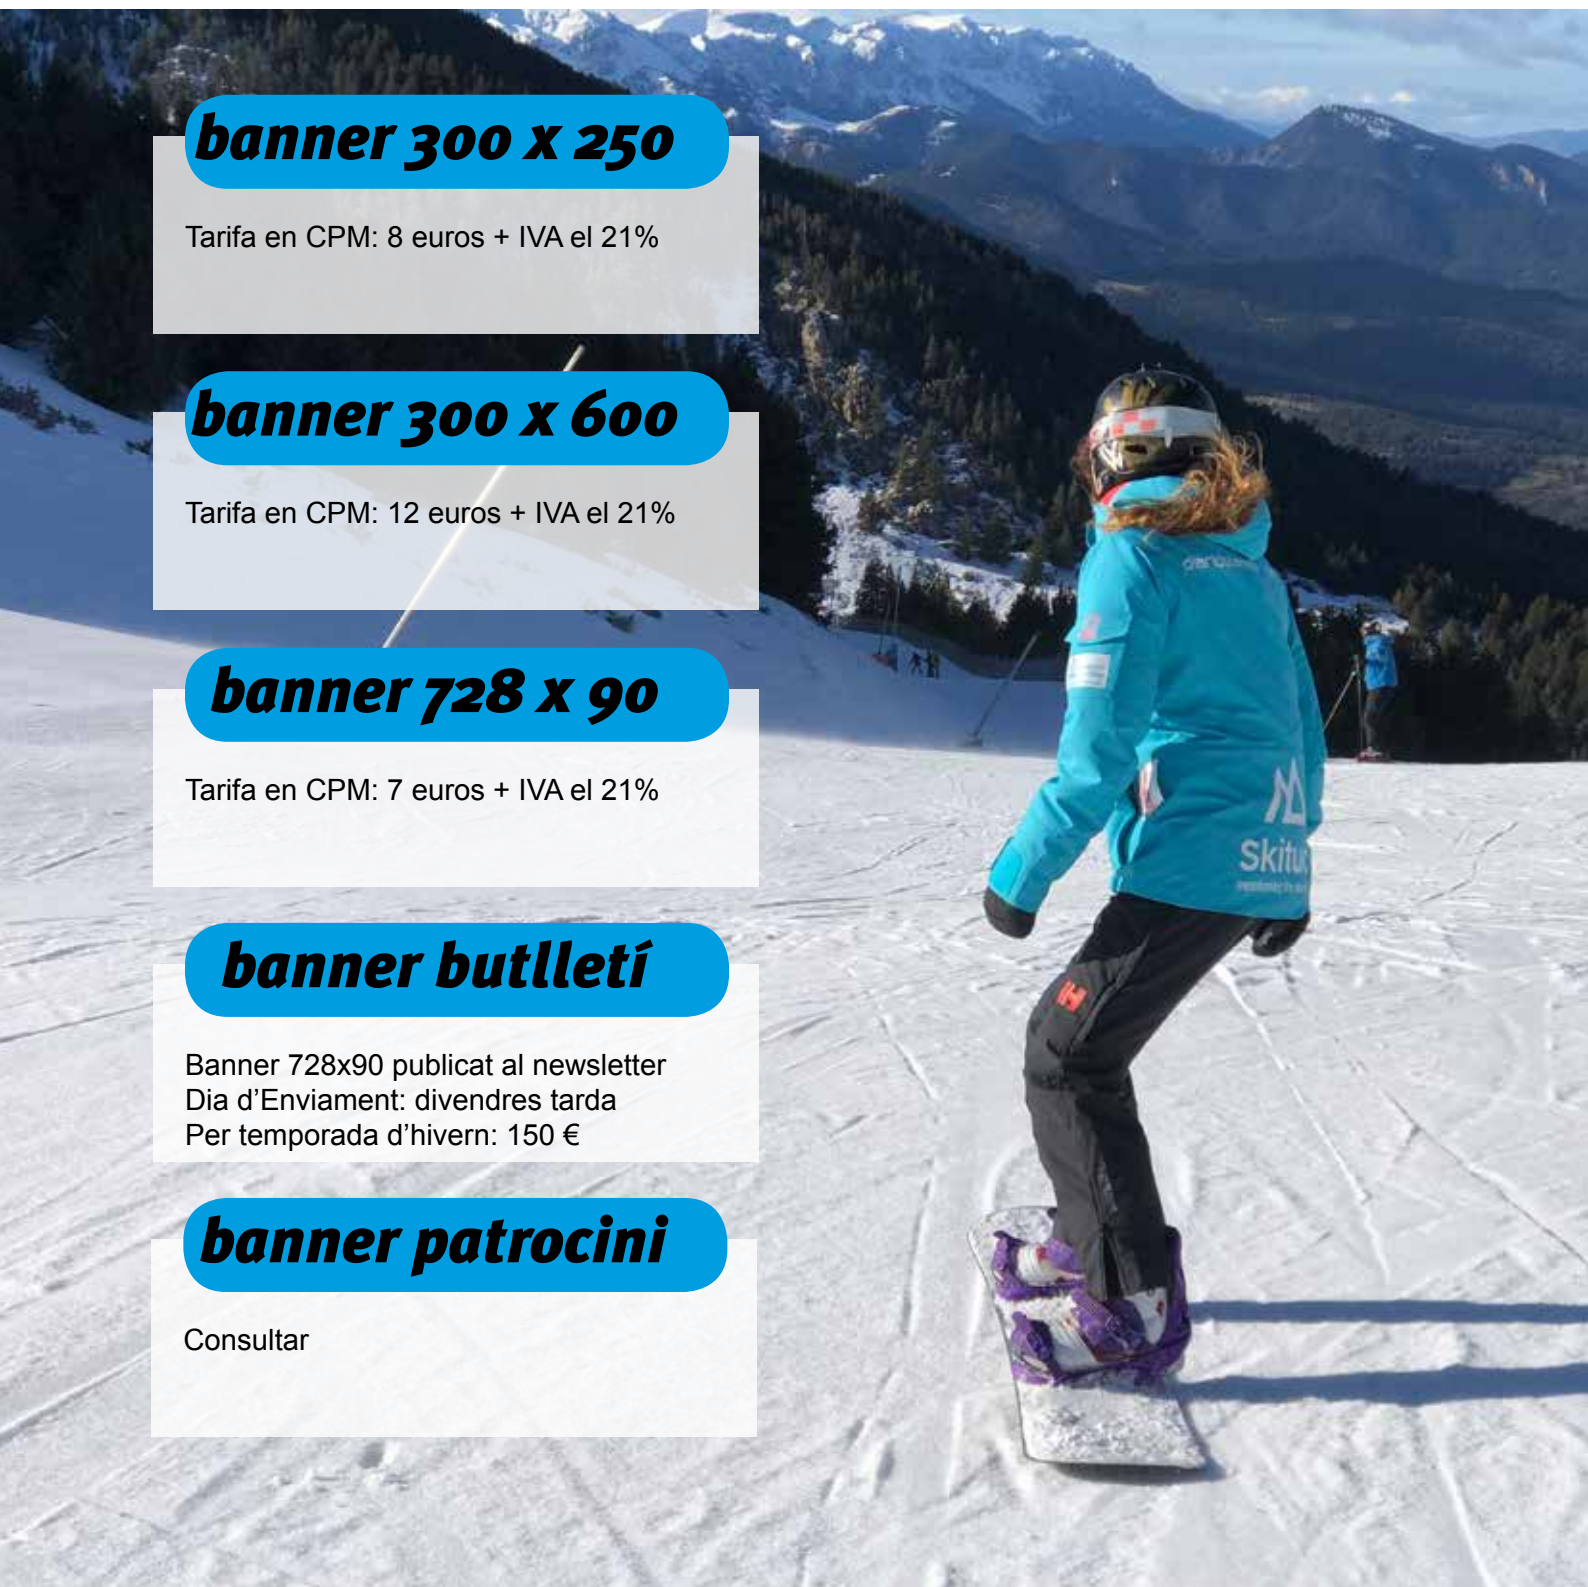 banner 300 x 250
Tarifa en CPM: 8 euros + IVA el 21%
banner 300 x 600
Tarifa en CPM: 12 euros + IVA el 21%
banner 728 x 90
Tarifa en CPM: 7 euros + IVA el 21%
banner butlletí
Banner 728x90 publicat al newsletter
Dia d’Enviament: divendres tarda
Per temporada d’hivern: 150 €
banner patrocini
Consultar